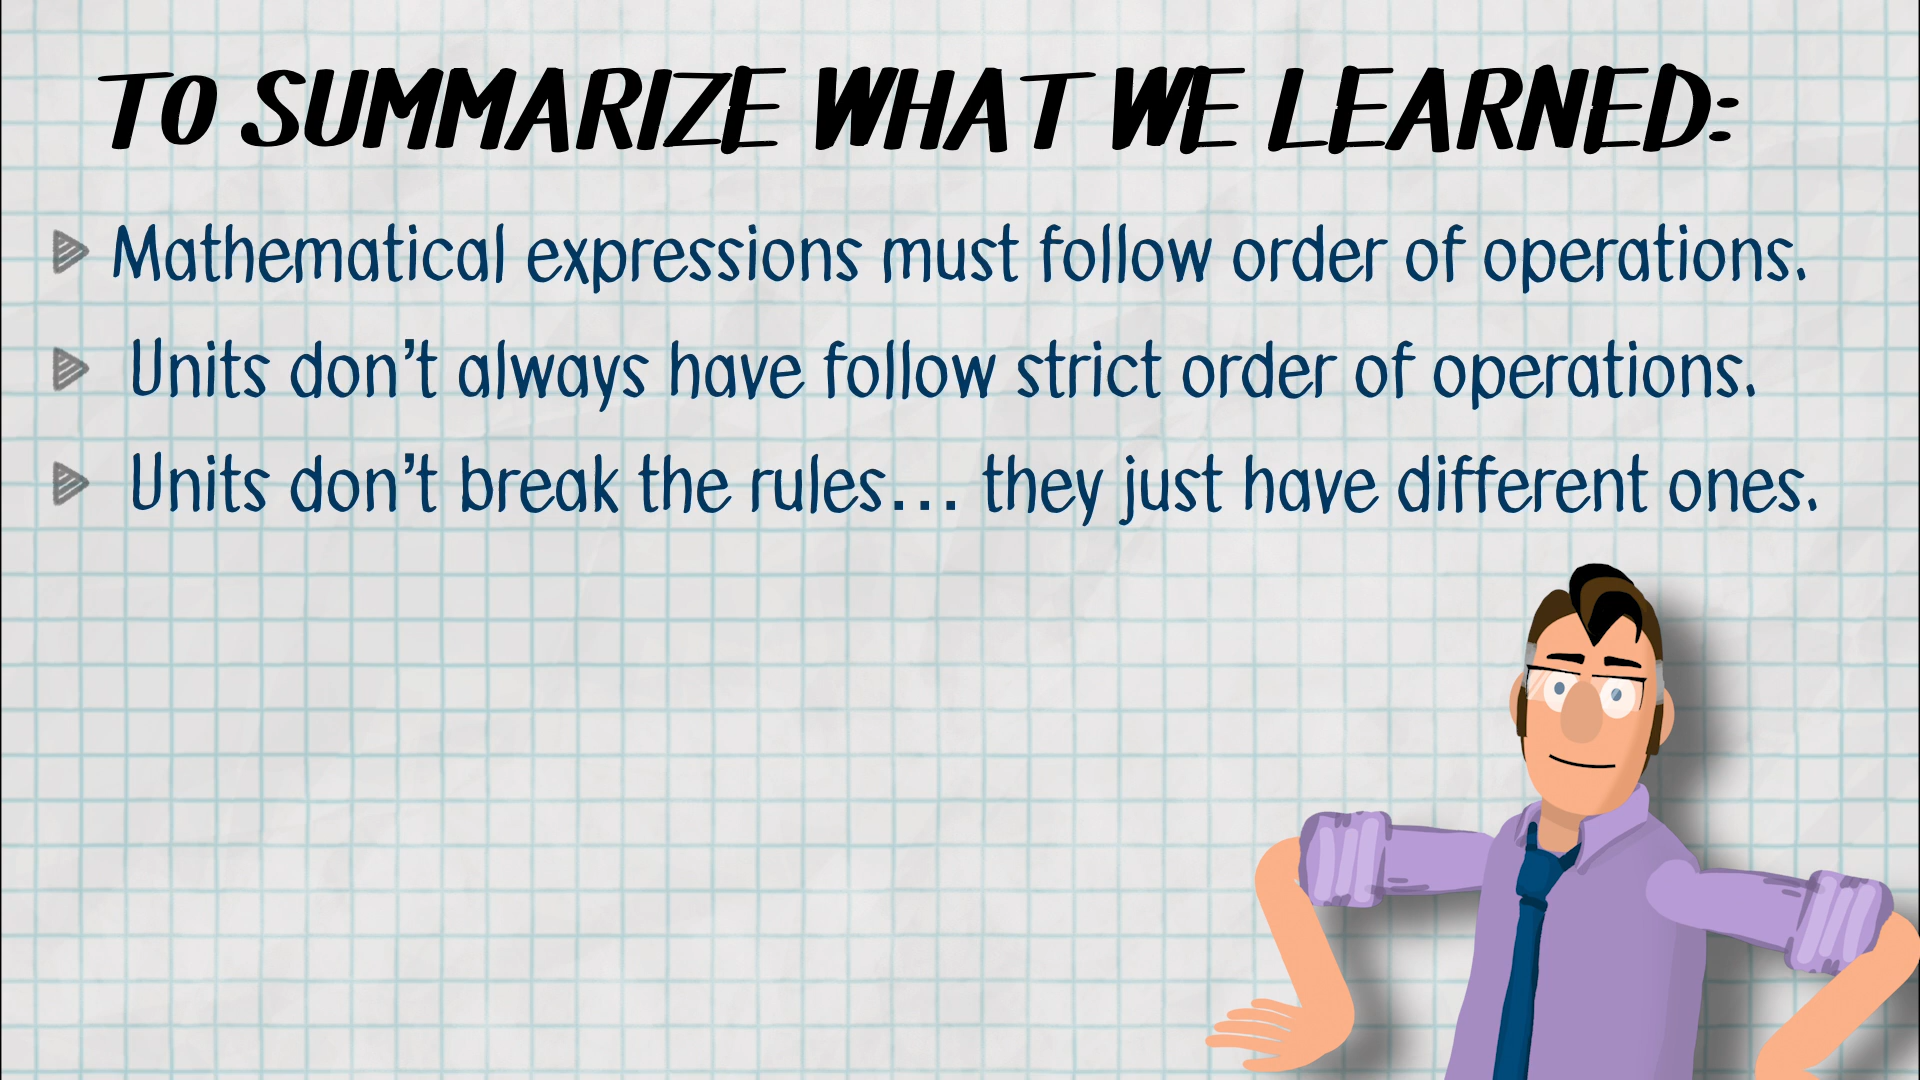 TO SUMMARIZE WHAT WE LEARNED:
Mathematical expressions must follow order of operations.
Units don't always have follow strict order of operations.
Units don't break the rules... they just have different ones.